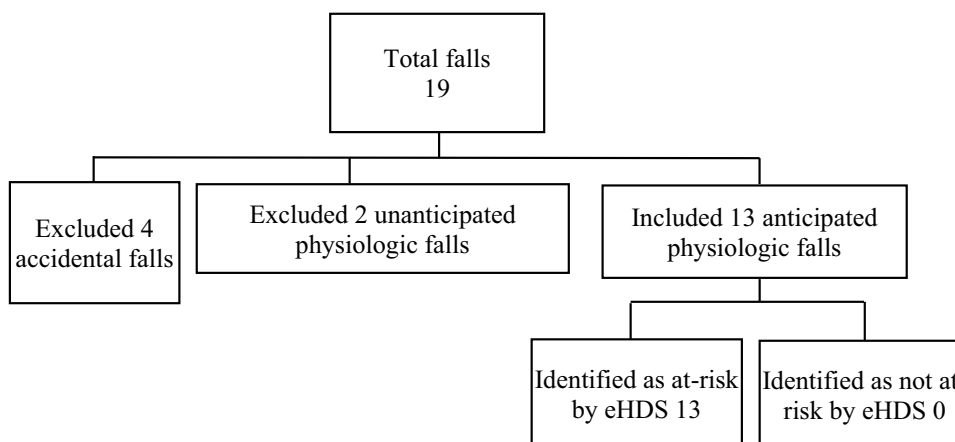 Total falls
19
Excluded 4
accidental falls
Excluded 2 unanticipated
physiologic falls
Included 13 anticipated
physiologic falls
Identified as at-risk
by eHDS 13
Identified as not at
risk by eHDS 0